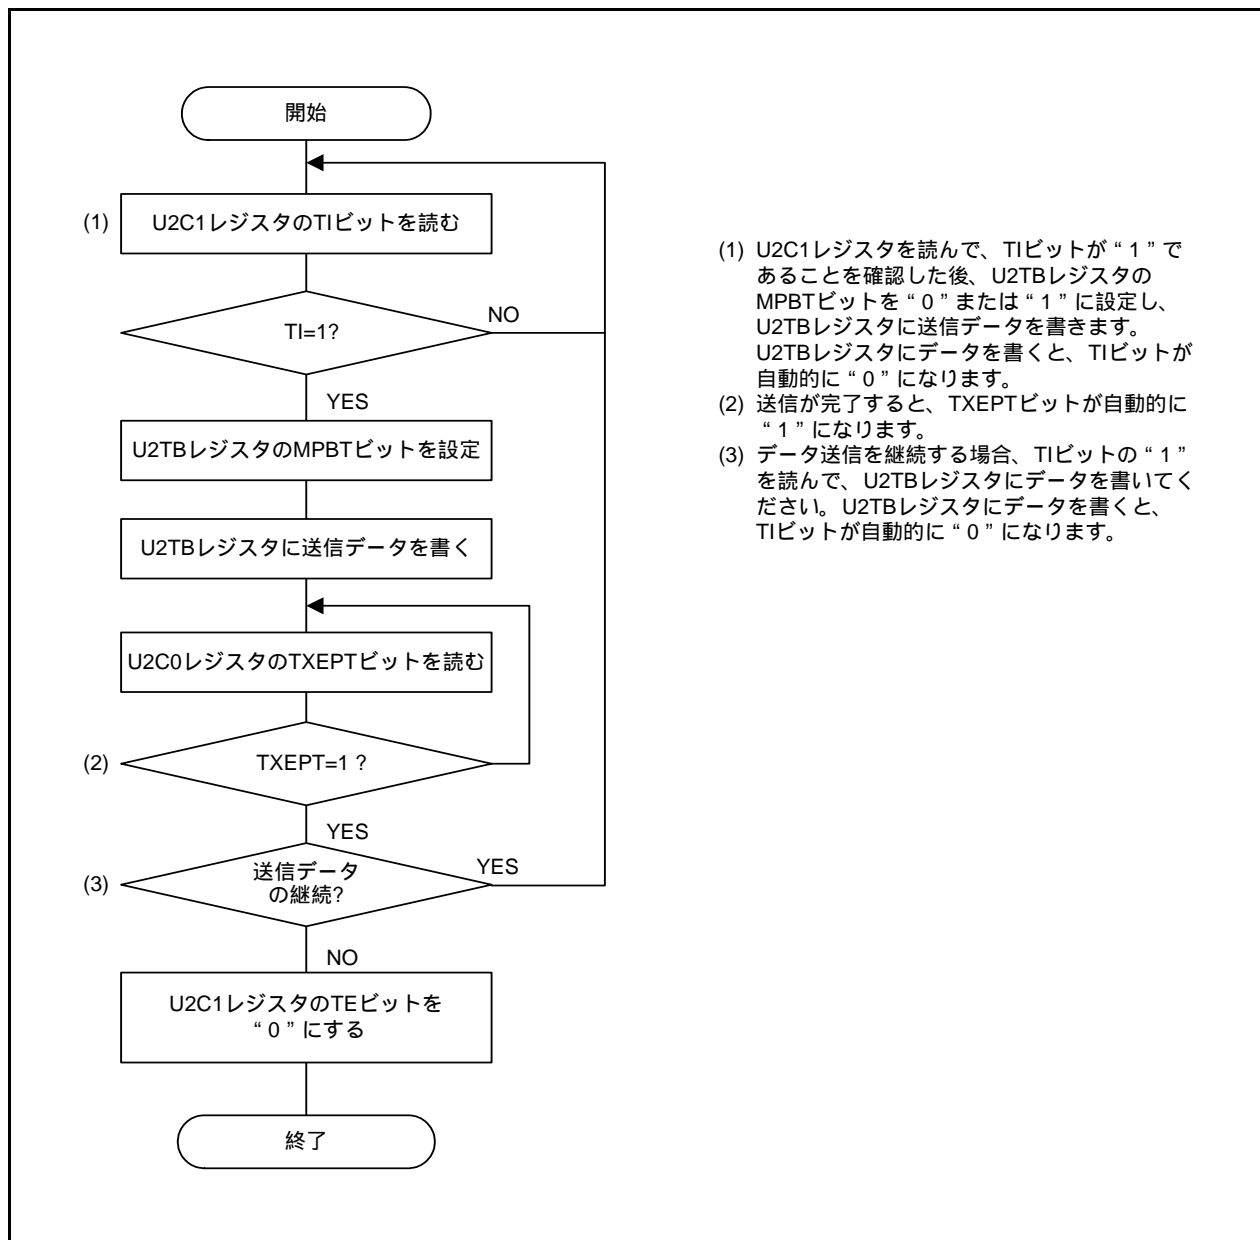 開始
(1)
U2C1レジスタのTIビットを読む
TI=1?
NO
YES
U2TBレジスタのMPBTビットを設定
U2TBレジスタに送信データを書く
U2C0レジスタのTXEPTビットを読む
(2)
TXEPT=1 ?
YES
(3)
送信データ
の継続?
YES
NO
U2C1レジスタのTEビットを
“ 0 ” にする
終了
(1) U2C1レジスタを読んで、TIビットが “ 1 ” で
あることを確認した後、U2TBレジスタの
MPBTビットを “ 0 ” または “ 1 ” に設定し、
U2TBレジスタに送信データを書きます。
U2TBレジスタにデータを書くと、TIビットが
自動的に “ 0 ” になります。
(2) 送信が完了すると、TXEPTビットが自動的に
“ 1 ” になります。
(3) データ送信を継続する場合、TIビットの “ 1 ”
を読んで、U2TBレジスタにデータを書いてく
ださい。U2TBレジスタにデータを書くと、
TIビットが自動的に “ 0 ” になります。